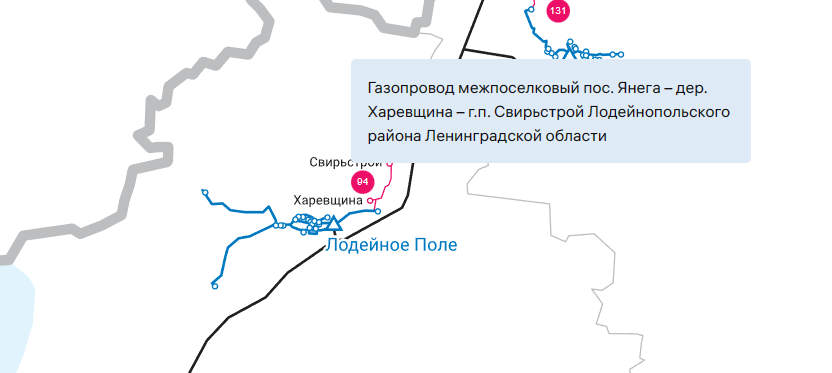 131
Газопровод межпоселковый пос. Янега – дер.
Харевщина – г.п. Свирьстрой Лодейнопольского
района Ленинградской области
Свирьстрой
94
Харевщина
Лодейное Поле